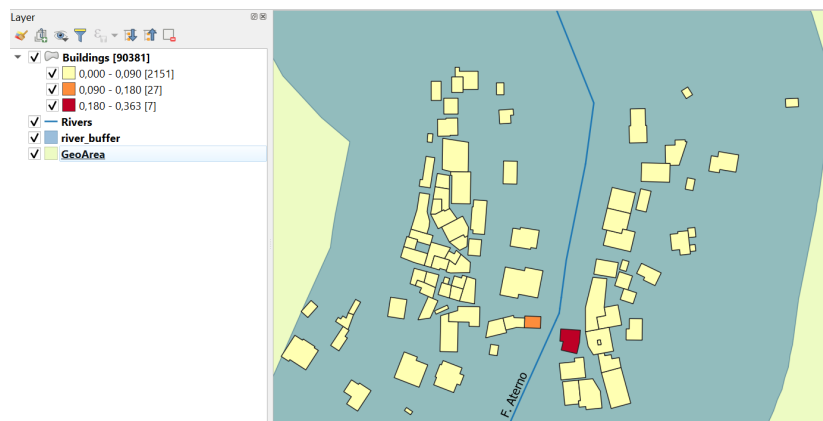 Layer
Buildings [90381]
0,000 - 0,090 [2151]
0,090 - 0,180 [27]
0,180 - 0,363 [7]
Rivers
river_buffer
GeoArea
F. Aterno